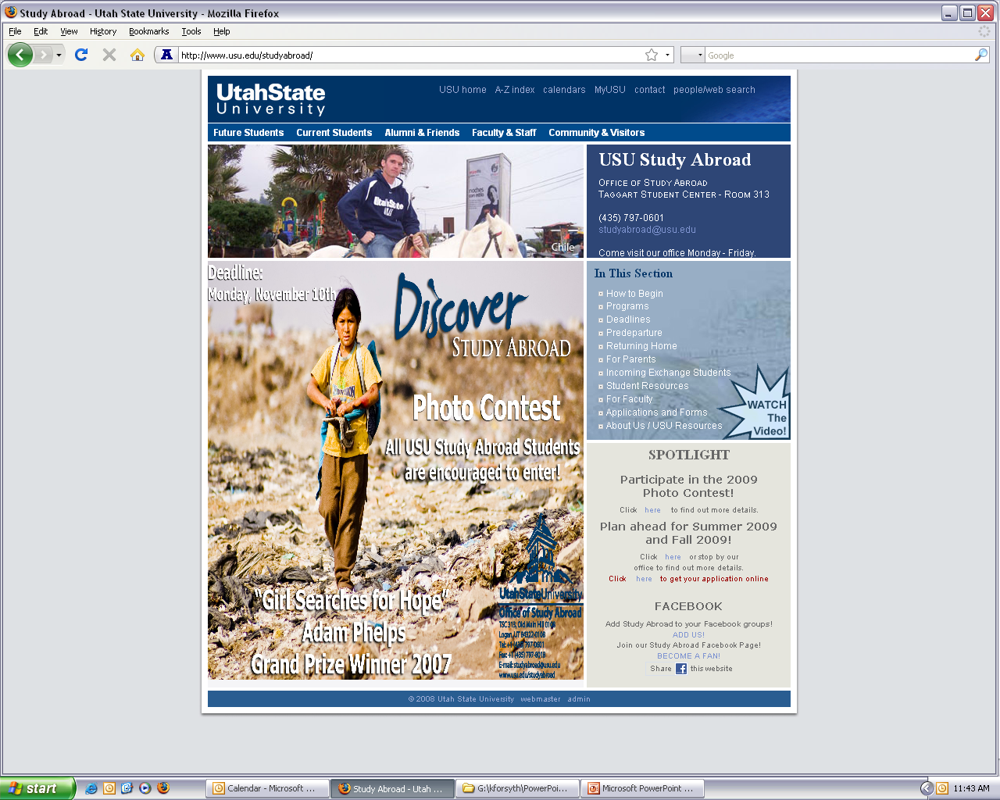 Study Abroad - Utah State University - Mozilla Firefox
File Edit View History Bookmarks Tools Help
A http://www.usu.edu/studyabroad/ Google
UtahState
University
USU home A-Z index calendars MyUSU contact people/web search
Future Students Current Students Alumni & Friends Faculty & Staff Community & Visitors
UtahState
noches
con estilo
Chile
USU Study Abroad
Office of Study Abroad
Taggart Student Center - Room 313
(435) 797-0601
studyabroad@usu.edu
Come visit our office Monday - Friday.
Deadline:
Monday, November 10th
Discover
Study Abroad
Photo Contest
All USU Study Abroad Students
are encouraged to enter!
"Girl Searches for Hope"
Adam Phelps
Grand Prize Winner 2007
UtahStateUniversity
Office of Study Abroad
TSC 313, Old Main Hill 0108
Logan, UT 84322-0108
Tel: +1 (435) 797-0601
E-mail: studyabroad@usu.edu
www.usu.edu/studyabroad
In This Section
How to Begin
Programs
Deadlines
Predeparture
Returning Home
For Parents
Incoming Exchange Students
Student Resources
For Faculty
Applications and Forms
About Us / USU Resources
WATCH
The
Video!
SPOTLIGHT
Participate in the 2009
Photo Contest!
Click here to find out more details.
Plan ahead for Summer 2009
and Fall 2009!
Click here or stop by our
office to find out more details.
Click here to get your application online
FACEBOOK
Add Study Abroad to your Facebook groups!
ADD US!
Join our Study Abroad Facebook Page!
BECOME A FAN!
Share this website
© 2008 Utah State University webmaster admin
start Calendar - Microsoft ... Study Abroad - Utah ... G:\kforsyth\PowerPoi... Microsoft PowerPoint ... 11:43 AM